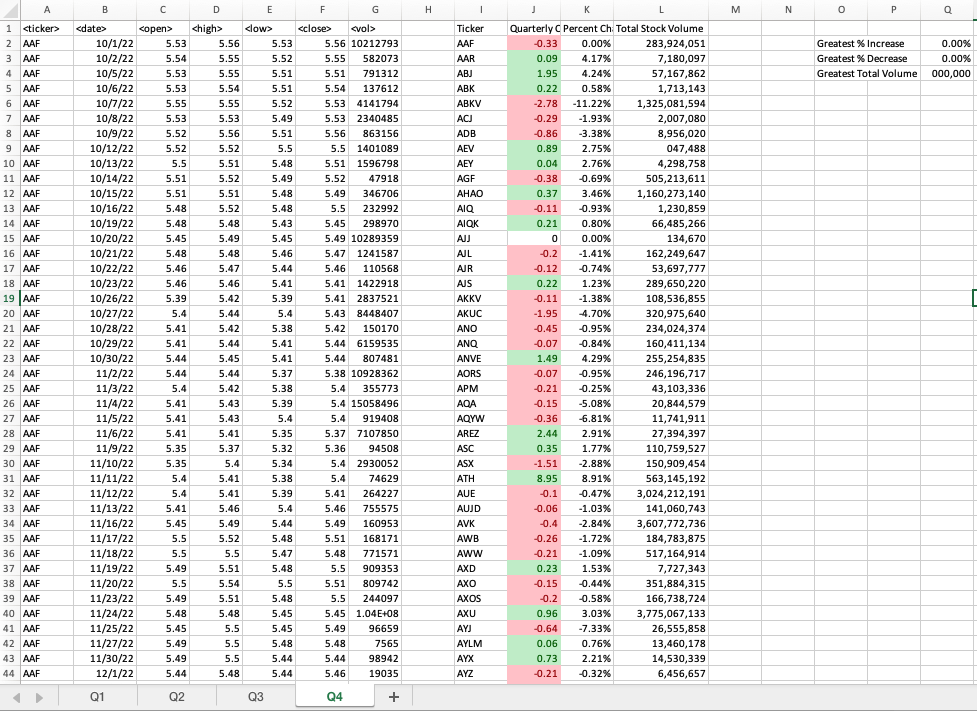 A B C D E F G H I J K L M N O P Q
1 <ticker> <date> <open> <high> <low> <close> <vol> Ticker Quarterly C Percent Ch Total Stock Volume
2 AAF 10/1/22 5.53 5.56 5.53 5.56 10212793 AAF -0.33 0.00% 283,924,051 Greatest % Increase 0.00%
3 AAF 10/2/22 5.54 5.55 5.52 5.55 582073 AAR 0.09 4.17% 7,180,097 Greatest % Decrease 0.00%
4 AAF 10/5/22 5.53 5.55 5.51 5.51 791312 ABJ 1.95 4.24% 57,167,862 Greatest Total Volume 000,000
5 AAF 10/6/22 5.53 5.54 5.51 5.54 137612 ABK 0.22 0.58% 1,713,143
6 AAF 10/7/22 5.55 5.55 5.52 5.53 4141794 ABKV -2.78 -11.22% 1,325,081,594
7 AAF 10/8/22 5.53 5.53 5.49 5.53 2340485 ACJ -0.29 -1.93% 2,007,080
8 AAF 10/9/22 5.52 5.56 5.51 5.56 863156 ADB -0.86 -3.38% 8,956,020
9 AAF 10/12/22 5.52 5.52 5.5 5.5 1401089 AEV 0.89 2.75% 047,488
10 AAF 10/13/22 5.5 5.51 5.48 5.51 1596798 AEY 0.04 2.76% 4,298,758
11 AAF 10/14/22 5.51 5.52 5.49 5.52 47918 AGF -0.38 -0.69% 505,213,611
12 AAF 10/15/22 5.51 5.51 5.48 5.49 346706 AHAO 0.37 3.46% 1,160,273,140
13 AAF 10/16/22 5.48 5.52 5.48 5.5 232992 AIQ -0.11 -0.93% 1,230,859
14 AAF 10/19/22 5.48 5.48 5.43 5.45 298970 AIQK 0.21 0.80% 66,485,266
15 AAF 10/20/22 5.45 5.49 5.45 5.49 10289359 AJJ 0 0.00% 134,670
16 AAF 10/21/22 5.48 5.48 5.46 5.47 1241587 AJL -0.2 -1.41% 162,249,647
17 AAF 10/22/22 5.46 5.47 5.44 5.46 110568 AJR -0.12 -0.74% 53,697,777
18 AAF 10/23/22 5.46 5.46 5.41 5.41 1422918 AJS 0.22 1.23% 289,650,220
19 AAF 10/26/22 5.39 5.42 5.39 5.41 2837521 AKKV -0.11 -1.38% 108,536,855
20 AAF 10/27/22 5.4 5.44 5.4 5.43 8448407 AKUC -1.95 -4.70% 320,975,640
21 AAF 10/28/22 5.41 5.42 5.38 5.42 150170 ANO -0.45 -0.95% 234,024,374
22 AAF 10/29/22 5.41 5.44 5.41 5.44 6159535 ANQ -0.07 -0.84% 160,411,134
23 AAF 10/30/22 5.44 5.45 5.41 5.44 807481 ANVE 1.49 4.29% 255,254,835
24 AAF 11/2/22 5.44 5.44 5.37 5.38 10928362 AORS -0.07 -0.95% 246,196,717
25 AAF 11/3/22 5.4 5.42 5.38 5.4 355773 APM -0.21 -0.25% 43,103,336
26 AAF 11/4/22 5.41 5.43 5.39 5.4 15058496 AQA -0.15 -5.08% 20,844,579
27 AAF 11/5/22 5.41 5.43 5.4 5.4 919408 AQYW -0.36 -6.81% 11,741,911
28 AAF 11/6/22 5.41 5.41 5.35 5.37 7107850 AREZ 2.44 2.91% 27,394,397
29 AAF 11/9/22 5.35 5.37 5.32 5.36 94508 ASC 0.35 1.77% 110,759,527
30 AAF 11/10/22 5.35 5.4 5.34 5.4 2930052 ASX -1.51 -2.88% 150,909,454
31 AAF 11/11/22 5.4 5.41 5.38 5.4 74629 ATH 8.95 8.91% 563,145,192
32 AAF 11/12/22 5.4 5.41 5.39 5.41 264227 AUE -0.1 -0.47% 3,024,212,191
33 AAF 11/13/22 5.41 5.46 5.4 5.46 755575 AUJD -0.06 -1.03% 141,060,743
34 AAF 11/16/22 5.45 5.49 5.44 5.49 160953 AVK -0.4 -2.84% 3,607,772,736
35 AAF 11/17/22 5.5 5.52 5.48 5.51 168171 AWB -0.26 -1.72% 184,783,875
36 AAF 11/18/22 5.5 5.5 5.47 5.48 771571 AWW -0.21 -1.09% 517,164,914
37 AAF 11/19/22 5.49 5.51 5.48 5.5 909353 AXD 0.23 1.53% 7,727,343
38 AAF 11/20/22 5.5 5.54 5.5 5.51 809742 AXO -0.15 -0.44% 351,884,315
39 AAF 11/23/22 5.49 5.51 5.48 5.5 244097 AXOS -0.2 -0.58% 166,738,724
40 AAF 11/24/22 5.48 5.48 5.45 5.45 1.04E+08 AXU 0.96 3.03% 3,775,067,133
41 AAF 11/25/22 5.45 5.5 5.45 5.49 96659 AYJ -0.64 -7.33% 26,555,858
42 AAF 11/27/22 5.49 5.5 5.48 5.48 7565 AYLM 0.06 0.76% 13,460,178
43 AAF 11/30/22 5.49 5.5 5.44 5.44 98942 AYX 0.73 2.21% 14,530,339
44 AAF 12/1/22 5.44 5.48 5.44 5.46 19035 AYZ -0.21 -0.32% 6,456,657
Q1 Q2 Q3 Q4 +